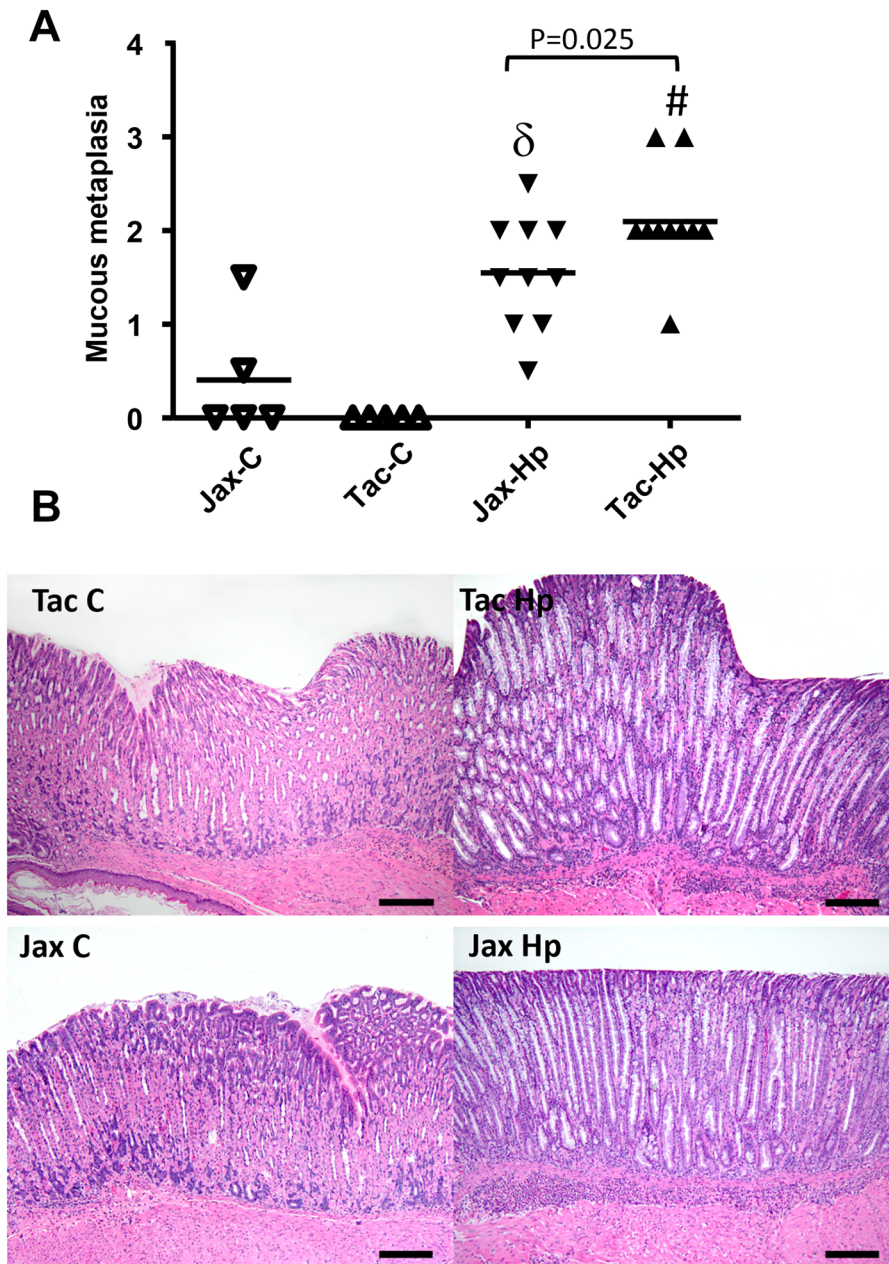 A
P=0.025
#
δ
Mucous metaplasia
4
3
2
1
0
Jax-C
Tac-C
Jax-Hp
Tac-Hp
B
Tac C
Tac Hp
Jax C
Jax Hp